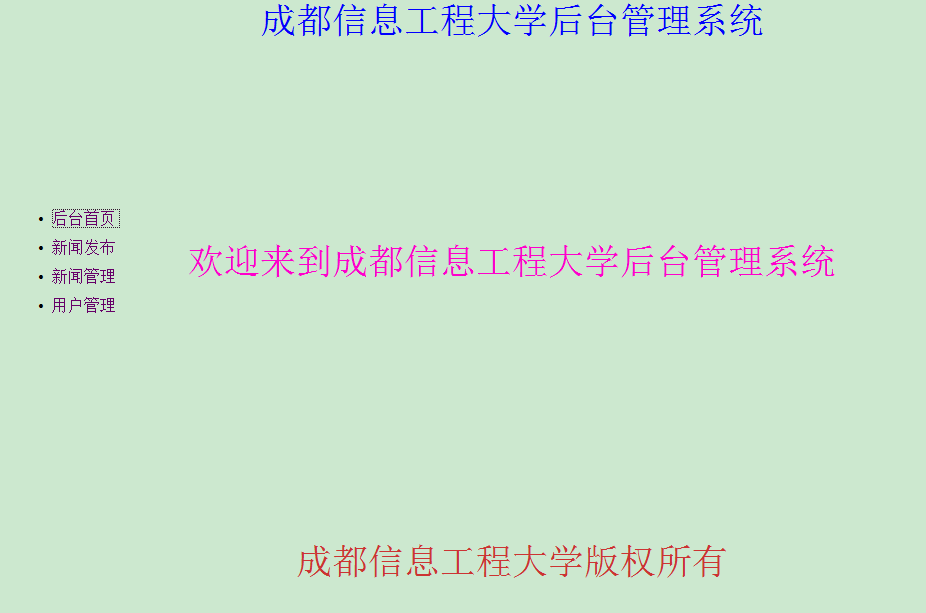 成都信息工程大学后台管理系统
后台首页
新闻发布
新闻管理
用户管理
欢迎来到成都信息工程大学后台管理系统
成都信息工程大学版权所有